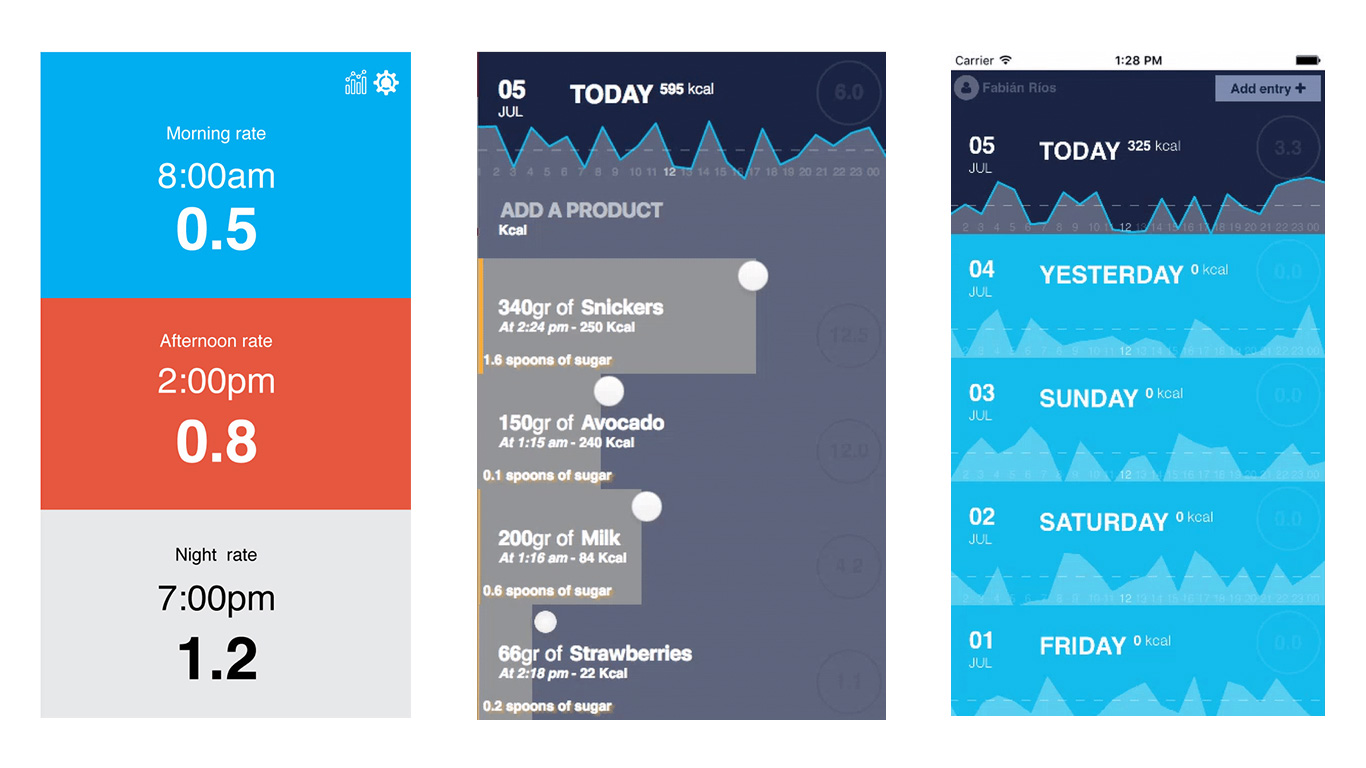 Morning rate
8:00am
0.5
Afternoon rate
2:00pm
0.8
Night rate
7:00pm
1.2
05
JUL
TODAY 595 kcal
6.0
2 3 4 5 6 7 8 9 10 11 12 13 14 15 16 17 18 19 20 21 22 23 00
ADD A PRODUCT
Kcal
340gr of Snickers
At 2:24 pm - 250 Kcal
1.6 spoons of sugar
12.5
150gr of Avocado
At 1:15 am - 240 Kcal
0.1 spoons of sugar
12.0
200gr of Milk
At 1:16 am - 84 Kcal
0.6 spoons of sugar
4.2
66gr of Strawberries
At 2:18 pm - 22 Kcal
0.2 spoons of sugar
1.1
Carrier
1:28 PM
Fabián Ríos
Add entry +
05
JUL
TODAY 325 kcal
3.3
2 3 4 5 6 7 8 9 10 11 12 13 14 15 16 17 18 19 20 21 22 23 00
04
JUL
YESTERDAY 0 kcal
0.0
2 3 4 5 6 7 8 9 10 11 12 13 14 15 16 17 18 19 20 21 22 23 00
03
JUL
SUNDAY 0 kcal
0.0
2 3 4 5 6 7 8 9 10 11 12 13 14 15 16 17 18 19 20 21 22 23 00
02
JUL
SATURDAY 0 kcal
0.0
2 3 4 5 6 7 8 9 10 11 12 13 14 15 16 17 18 19 20 21 22 23 00
01
JUL
FRIDAY 0 kcal
0.0